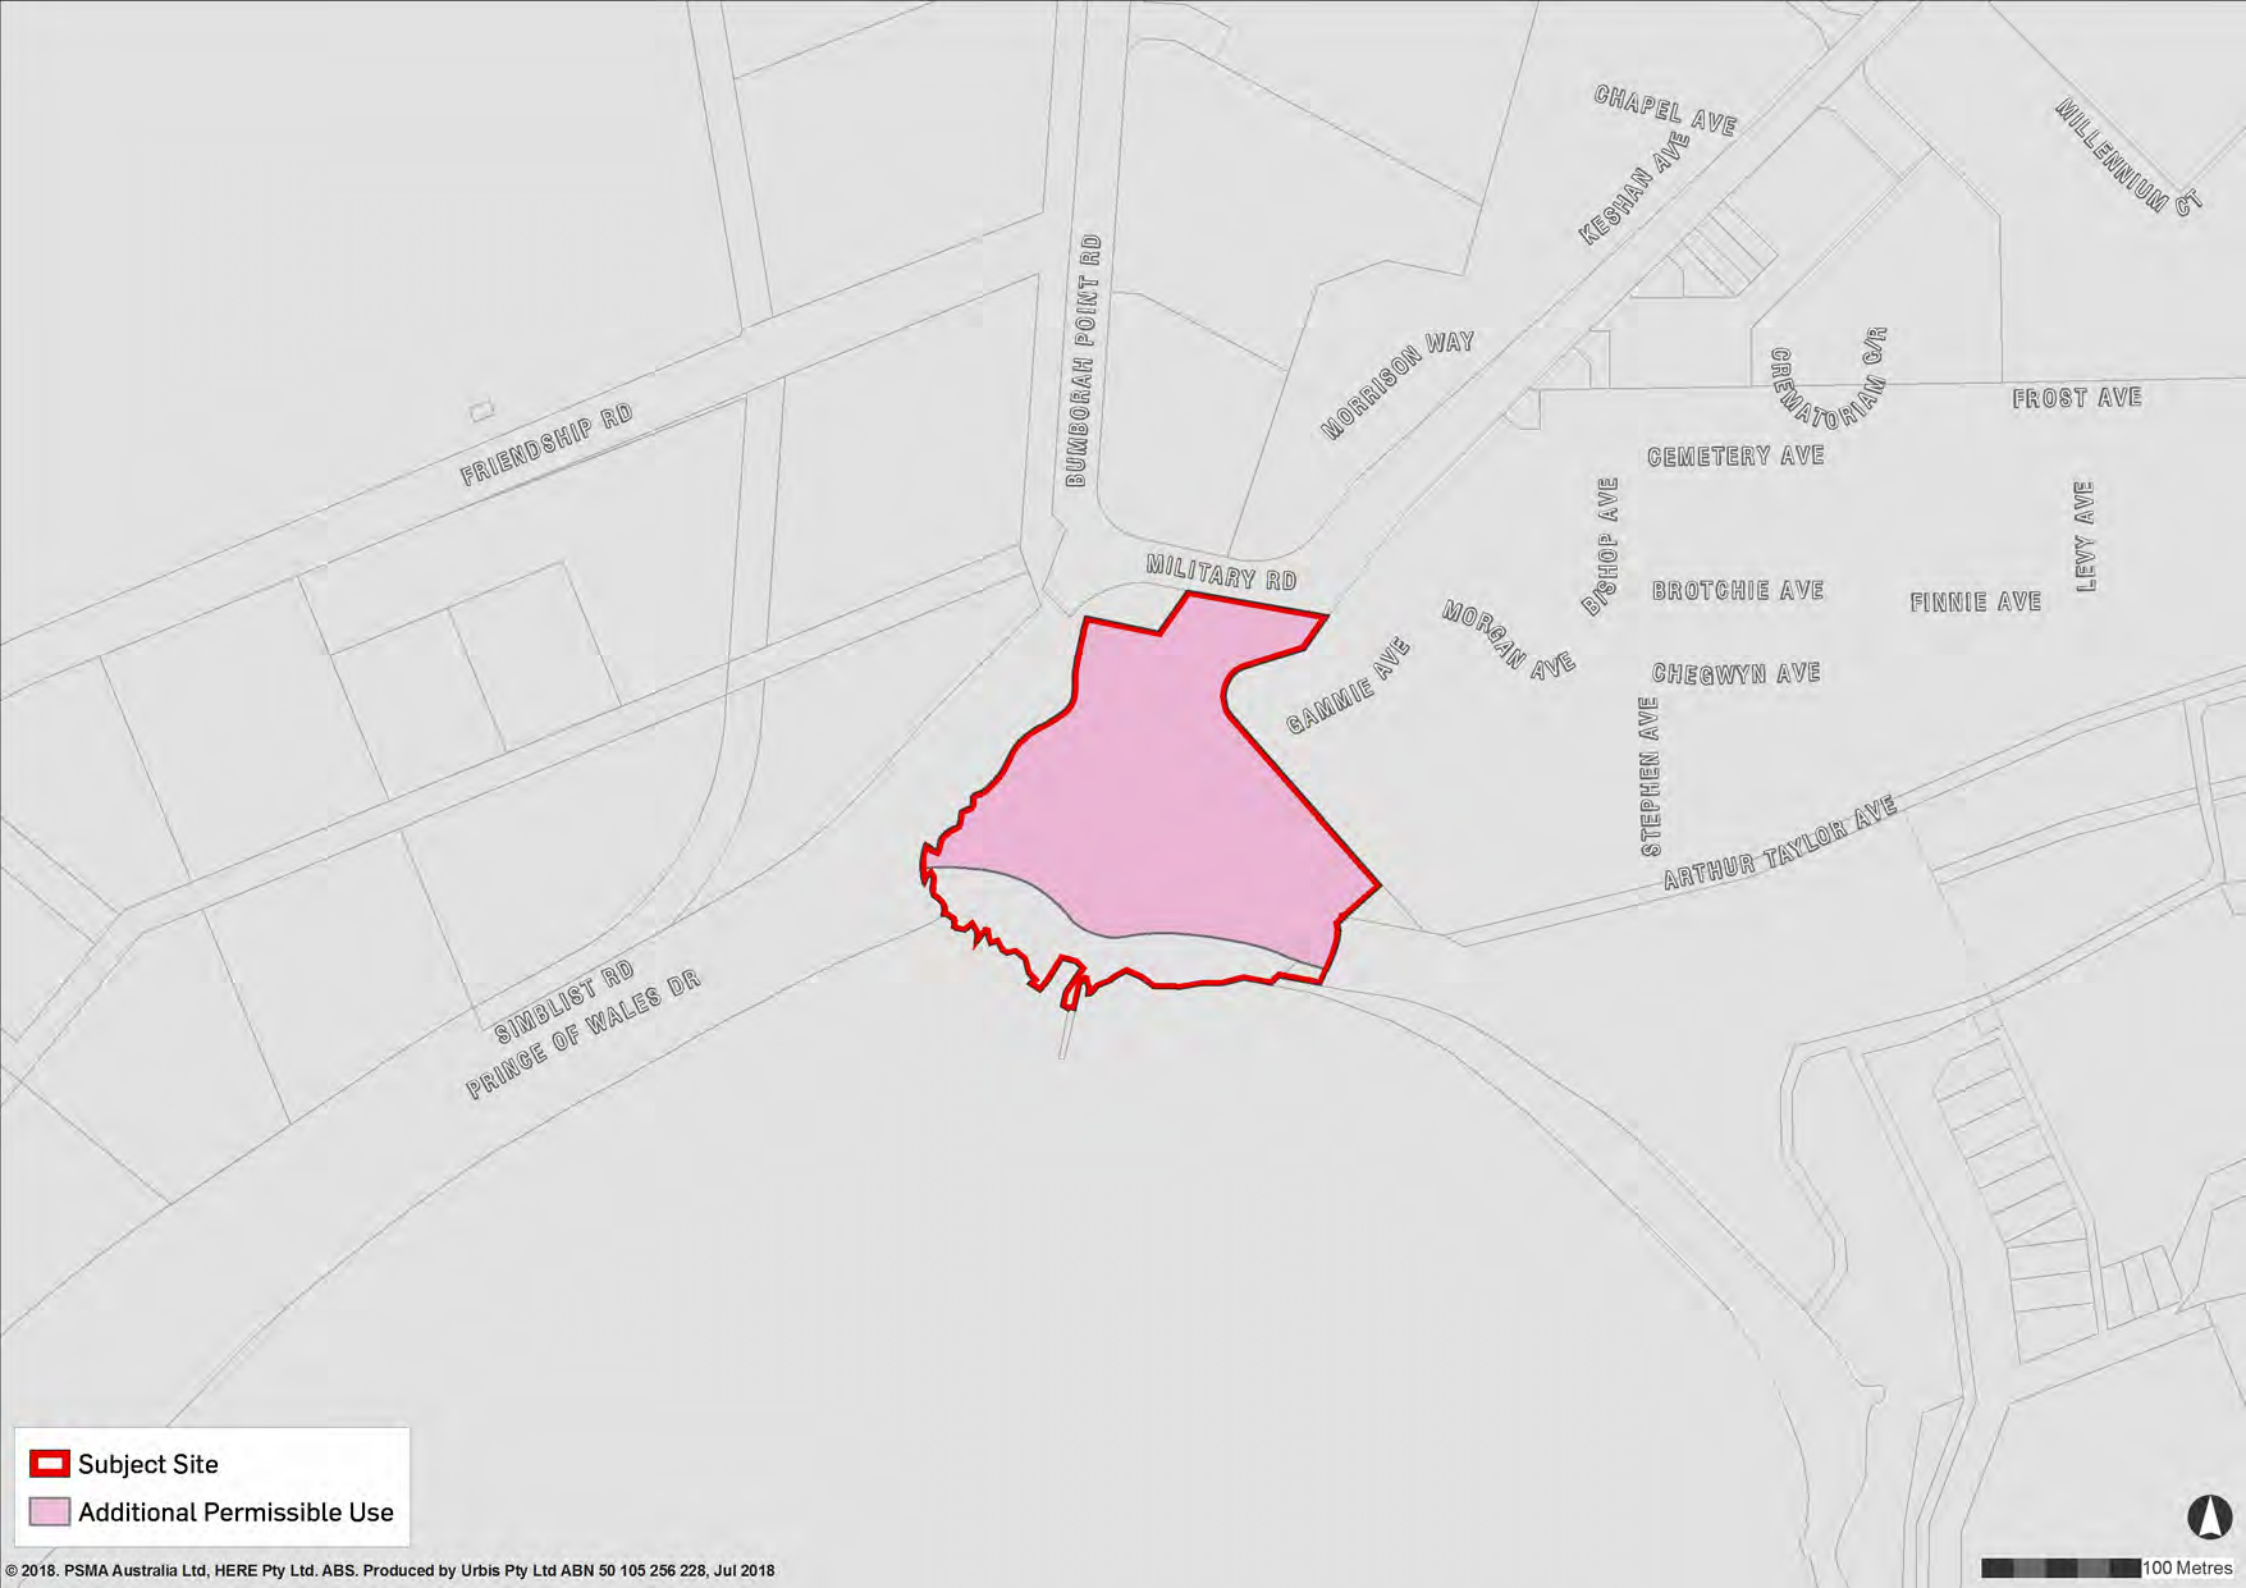 CHAPEL AVE
KESHAN AVE
MILLENNIUM CT
BUMBORAH POINT RD
MORRISON WAY
CREMATORIAM C/R
FROST AVE
FRIENDSHIP RD
CEMETERY AVE
BISHOP AVE
LEVY AVE
MILITARY RD
BROTCHIE AVE
FINNIE AVE
MORGAN AVE
GAMMIE AVE
CHEGWYN AVE
STEPHEN AVE
ARTHUR TAYLOR AVE
SIMBLIST RD
PRINCE OF WALES DR
Subject Site
Additional Permissible Use
© 2018. PSMA Australia Ltd, HERE Pty Ltd. ABS. Produced by Urbis Pty Ltd ABN 50 105 256 228, Jul 2018
100 Metres